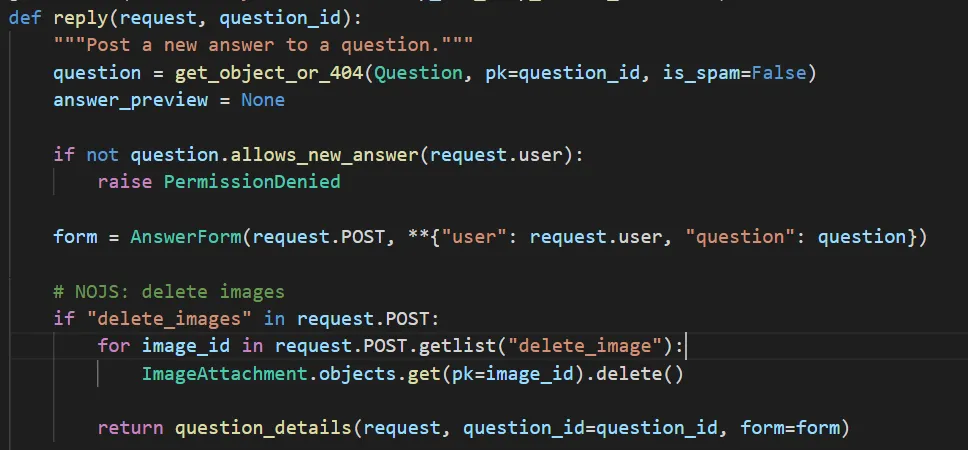 def reply(request, question_id):
    """Post a new answer to a question."""
    question = get_object_or_404(Question, pk=question_id, is_spam=False)
    answer_preview = None

    if not question.allows_new_answer(request.user):
        raise PermissionDenied

    form = AnswerForm(request.POST, **{"user": request.user, "question": question})

    # NOJS: delete images
    if "delete_images" in request.POST:
        for image_id in request.POST.getlist("delete_image"):
            ImageAttachment.objects.get(pk=image_id).delete()

        return question_details(request, question_id=question_id, form=form)